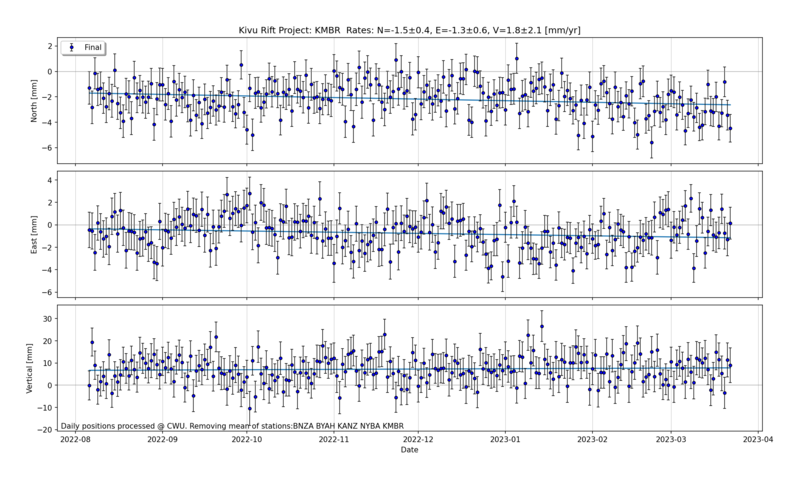 Kivu Rift Project: KMBR Rates: N=-1.5±0.4, E=-1.3±0.6, V=1.8±2.1 [mm/yr]
Final
North [mm]
2
0
−2
−4
−6
East [mm]
4
2
0
−2
−4
−6
Vertical [mm]
30
20
10
0
−10
−20
Daily positions processed @ CWU. Removing mean of stations:BNZA BYAH KANZ NYBA KMBR
2022-08 2022-09 2022-10 2022-11 2022-12 2023-01 2023-02 2023-03 2023-04
Date